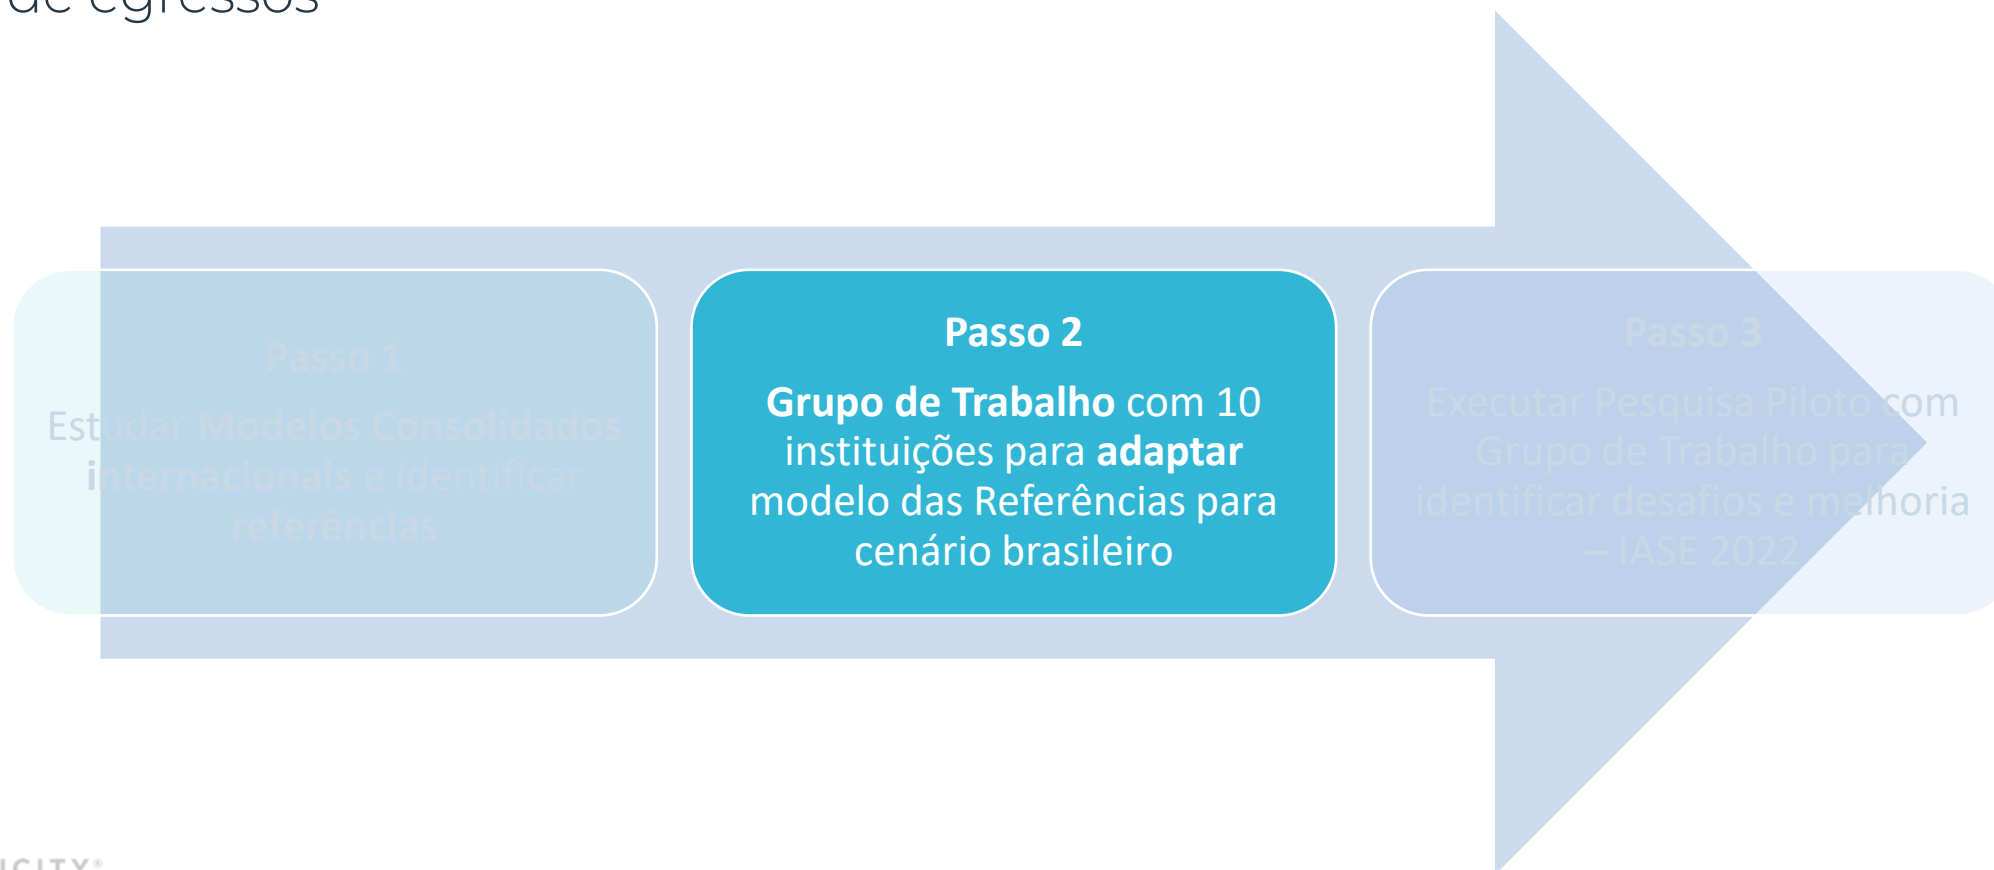 de egressos
Passo 1
Estudar Modelos Consolidados
internacionais e identificar
referências
Passo 2
Grupo de Trabalho com 10
instituições para adaptar
modelo das Referências para
cenário brasileiro
Passo 3
Executar Pesquisa Piloto com
Grupo de Trabalho para
identificar desafios e melhoria
– IASE 2022